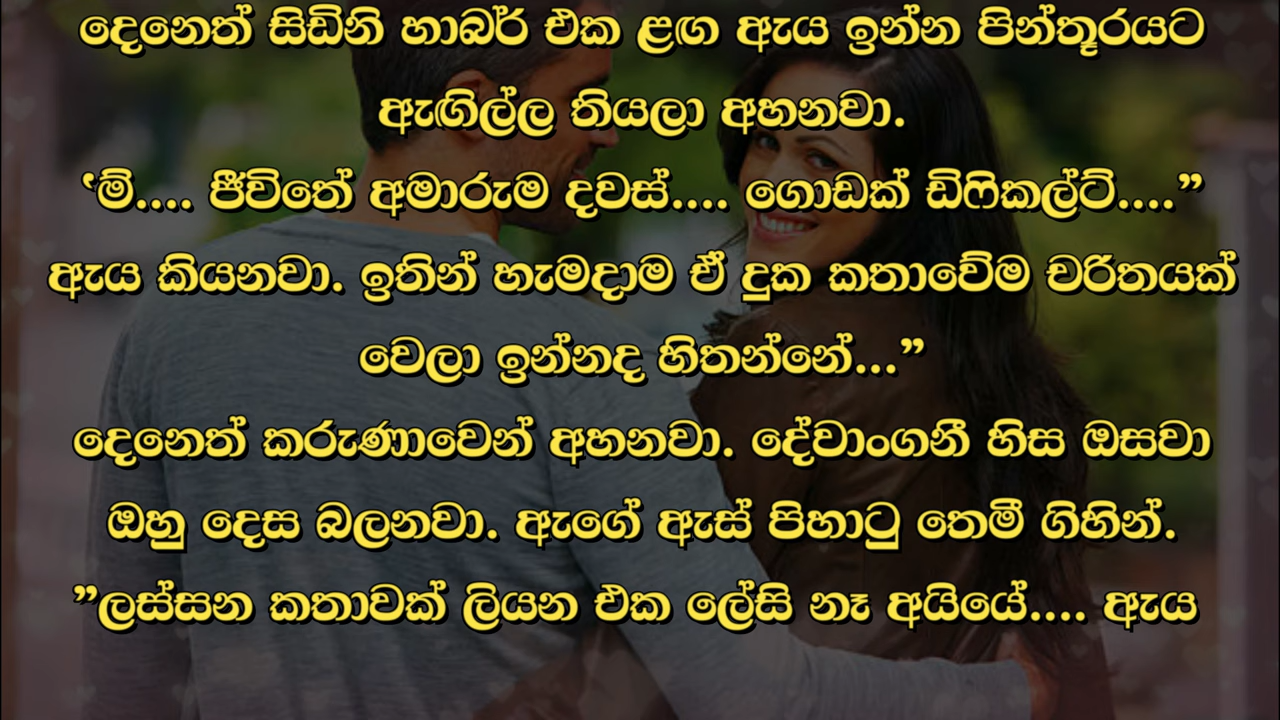 දෙනෙත් සිඩිනි හාබර් එක ළඟ ඇය ඉන්න පින්තූරයට
ඇඟිල්ල තියලා අහනවා.
‘ම්.... ජීවිතේ අමාරුම දවස්.... ගොඩක් ඩිෆිකල්ට්....”
ඇය කියනවා. ඉතින් හැමදාම ඒ දුක කතාවේම චරිතයක්
වෙලා ඉන්නද හිතන්නේ...”
දෙනෙත් කරුණාවෙන් අහනවා. දේවාංගනී හිස ඔසවා
ඔහු දෙස බලනවා. ඇගේ ඇස් පිහාටු තෙමී ගිහින්.
”ලස්සන කතාවක් ලියන එක ලේසි නෑ අයියේ.... ඇය